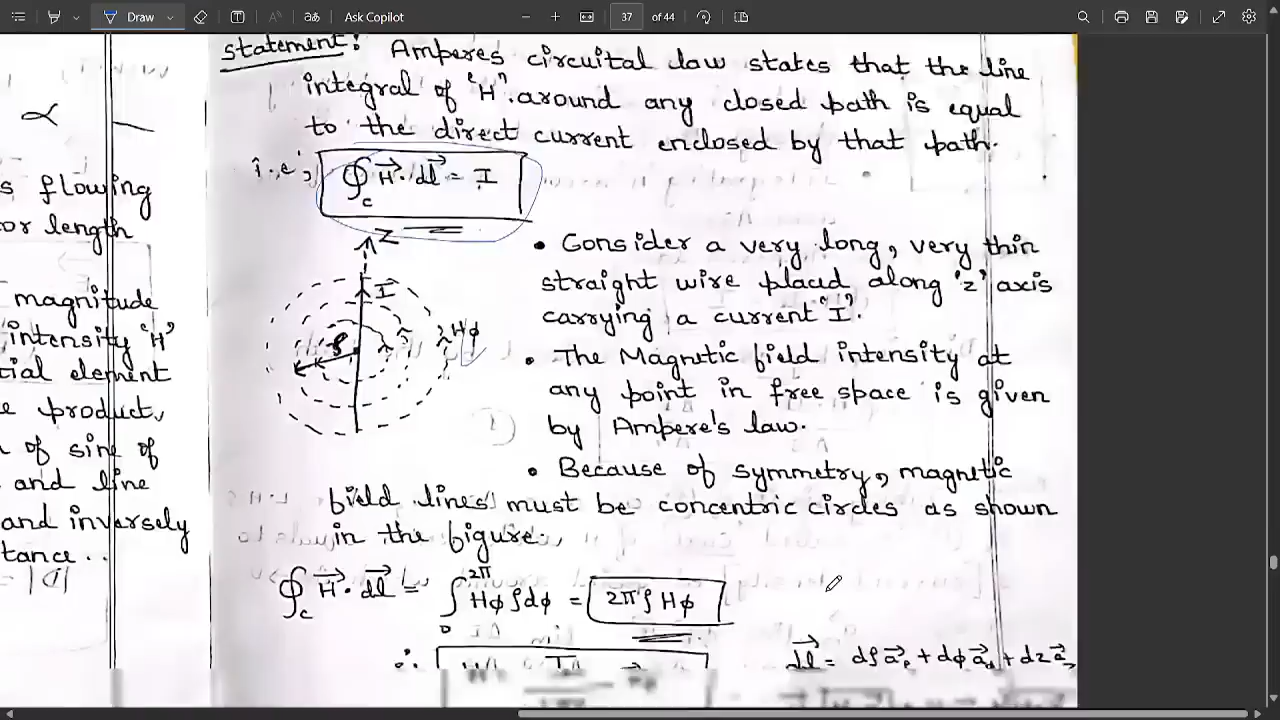 Draw
Ask Copilot
37
of 44
statement: Amperes circuital law states that the line
integral of "H" around any closed path is equal
to the direct current enclosed by that path.
i.e; ∮c H⃗. dl⃗ = I
Z
I
ρ
Hϕ
• Consider a very long, very thin
straight wire placed along 'z' axis
carrying a current "I".
• The Magnetic field intensity at
any point in free space is given
by Ampere's law.
• Because of symmetry, magnetic
field lines must be concentric circles as shown
in the figure.
∮c H⃗. dl⃗ = ∫0 2π Hϕ ρdϕ = 2πρ Hϕ
∴
dl⃗ = dρ a⃗ρ + dϕ a⃗ϕ + dz a⃗z
α
s flowing
or length
magnitude
intensity 'H'
tial element
e product,
of sine of
and line
and inversely
tance..